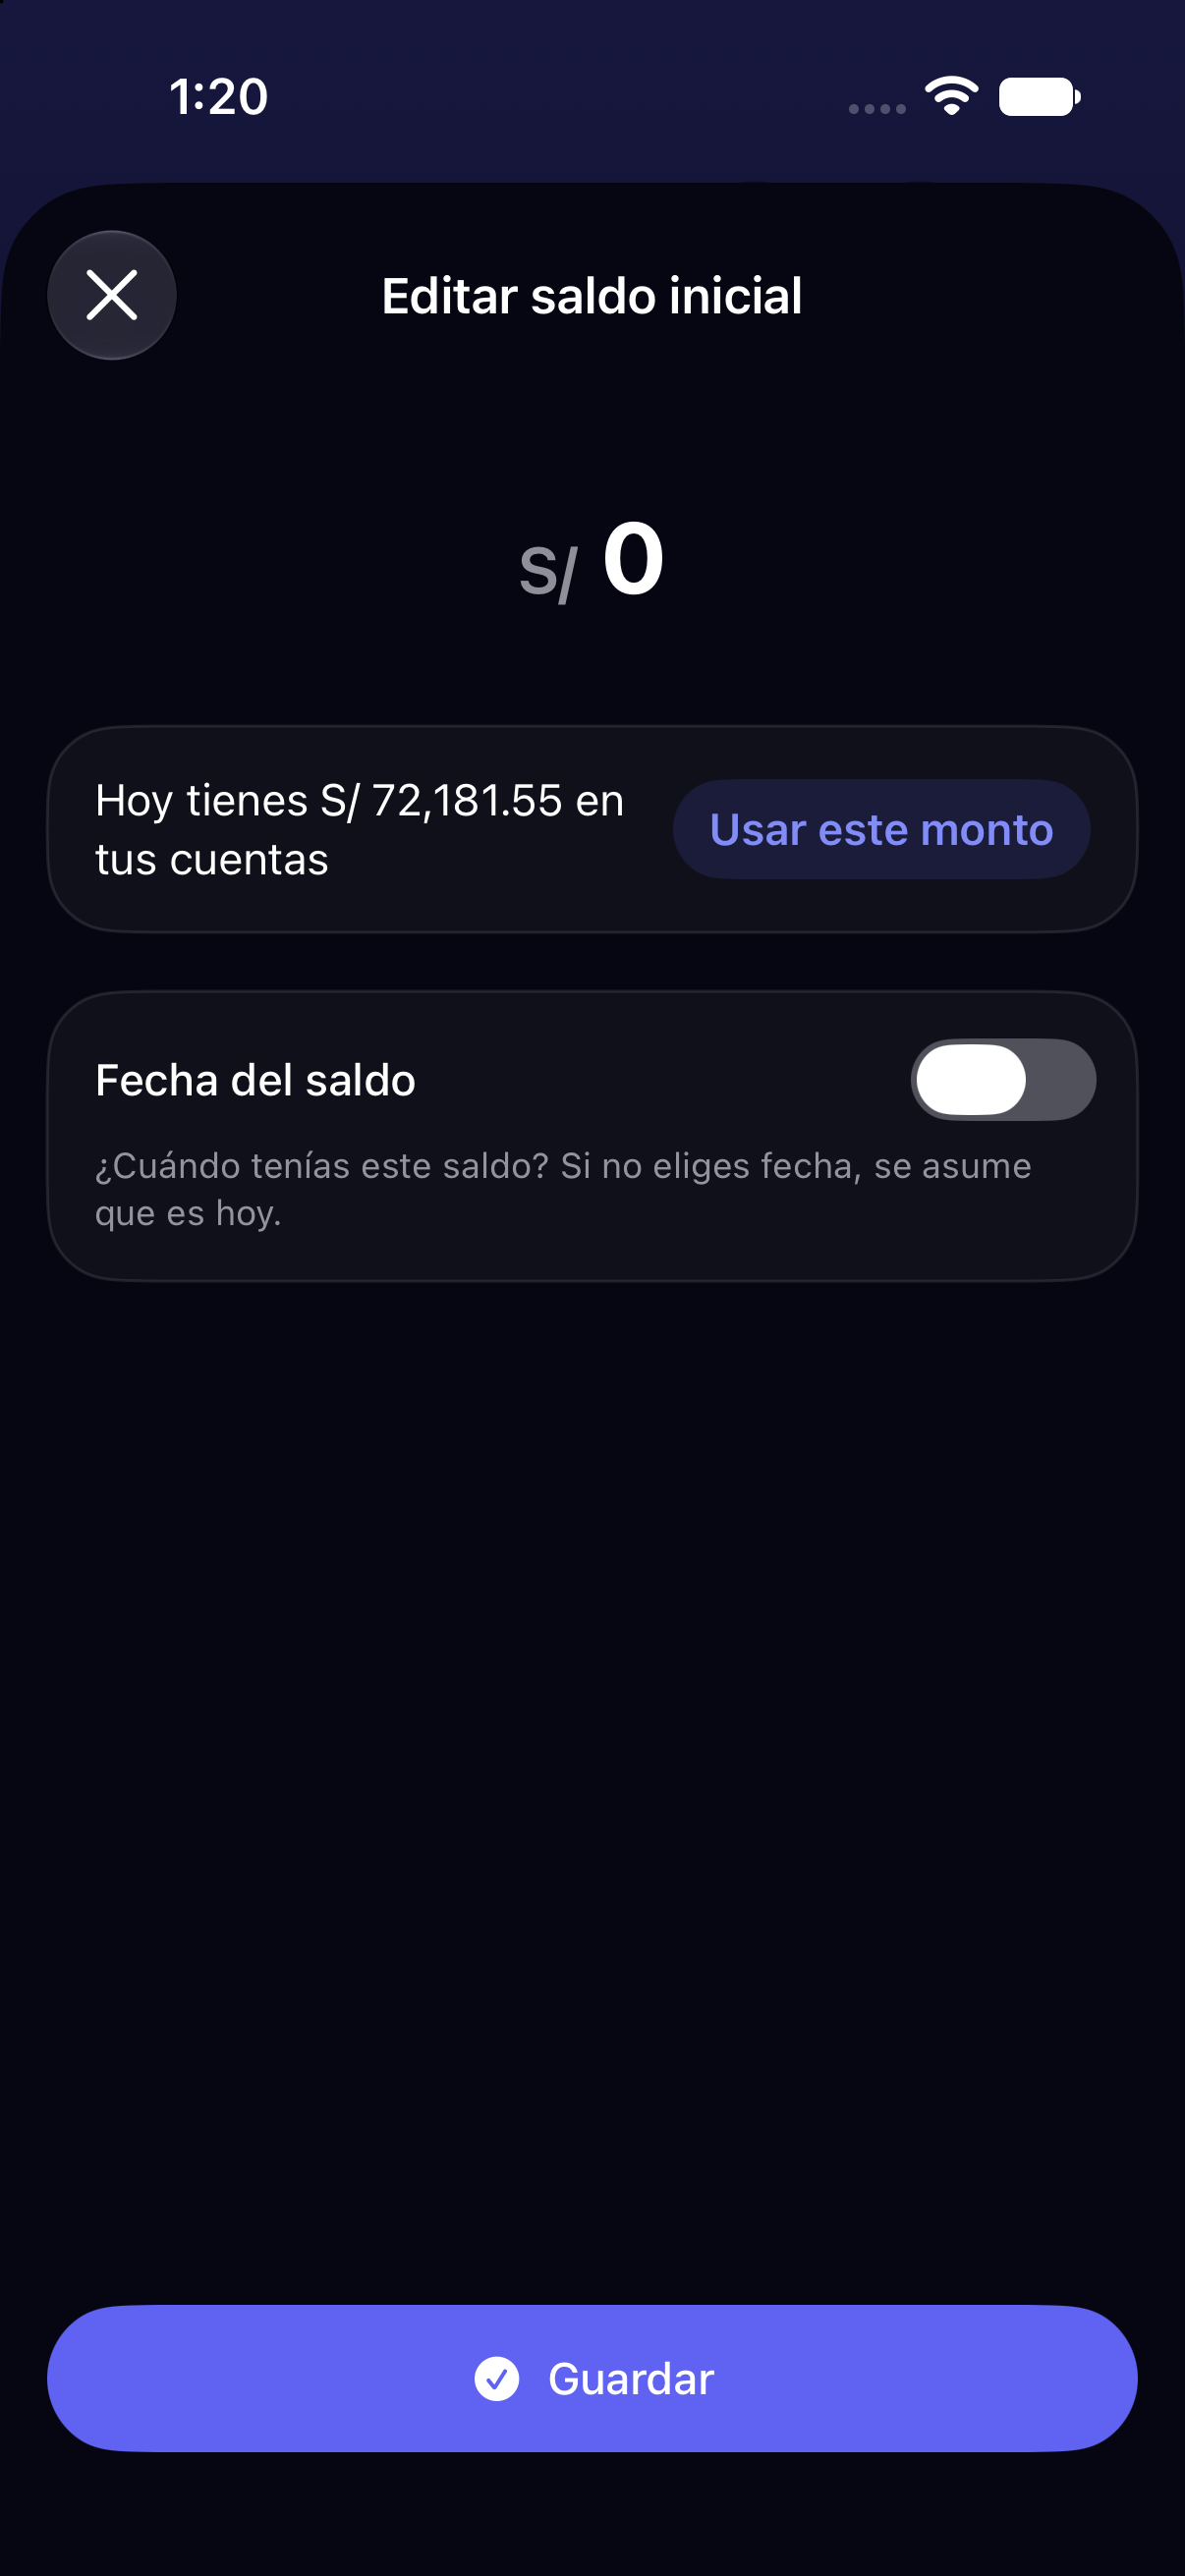 1:20
Editar saldo inicial
S/ 0
Hoy tienes S/ 72,181.55 en
tus cuentas
Usar este monto
Fecha del saldo
¿Cuándo tenías este saldo? Si no eliges fecha, se asume
que es hoy.
Guardar